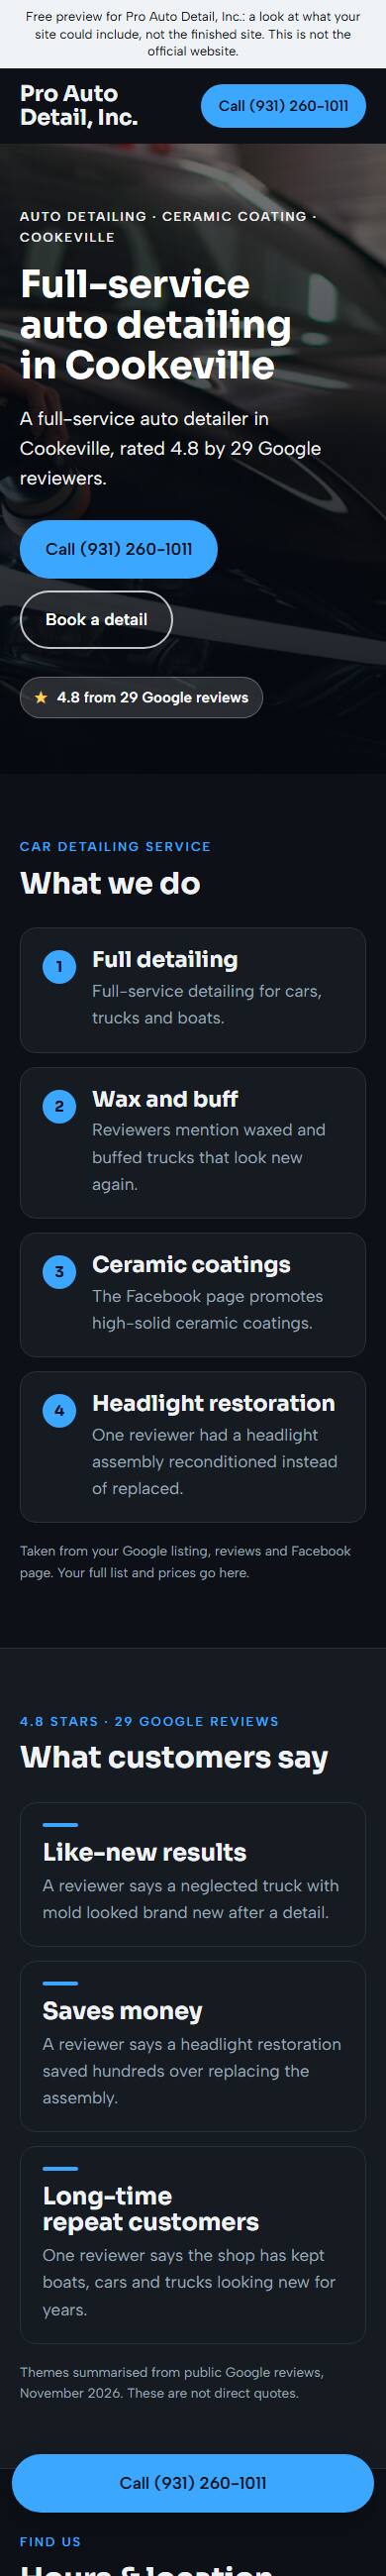 Free preview for Pro Auto Detail, Inc.: a look at what your
site could include, not the finished site. This is not the
official website.
Pro Auto
Detail, Inc.
Call (931) 260-1011
AUTO DETAILING · CERAMIC COATING ·
COOKEVILLE
Full-service
auto detailing
in Cookeville
A full-service auto detailer in
Cookeville, rated 4.8 by 29 Google
reviewers.
Call (931) 260-1011
Book a detail
★ 4.8 from 29 Google reviews
CAR DETAILING SERVICE
What we do
1
Full detailing
Full-service detailing for cars,
trucks and boats.
2
Wax and buff
Reviewers mention waxed and
buffed trucks that look new
again.
3
Ceramic coatings
The Facebook page promotes
high-solid ceramic coatings.
4
Headlight restoration
One reviewer had a headlight
assembly reconditioned instead
of replaced.
Taken from your Google listing, reviews and Facebook
page. Your full list and prices go here.
4.8 STARS · 29 GOOGLE REVIEWS
What customers say
Like-new results
A reviewer says a neglected truck with
mold looked brand new after a detail.
Saves money
A reviewer says a headlight restoration
saved hundreds over replacing the
assembly.
Long-time
repeat customers
One reviewer says the shop has kept
boats, cars and trucks looking new for
years.
Themes summarised from public Google reviews,
November 2026. These are not direct quotes.
Call (931) 260-1011
FIND US
Hours & location